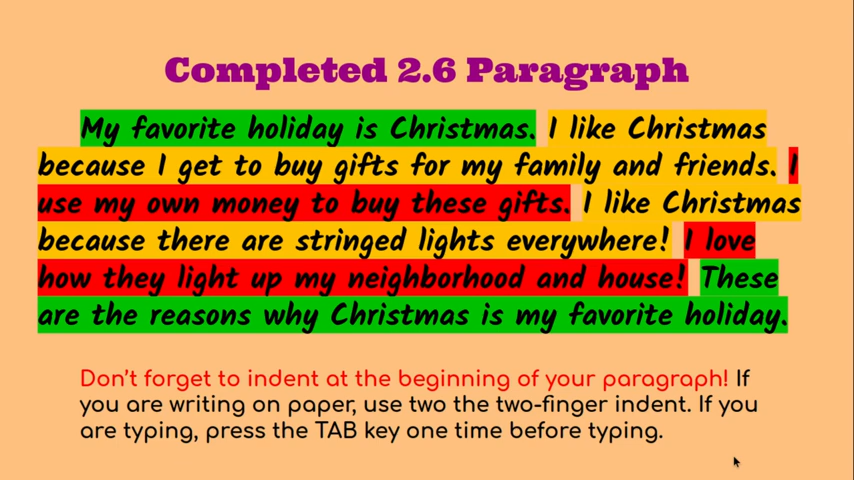 Completed 2.6 Paragraph
My favorite holiday is Christmas. I like Christmas
because I get to buy gifts for my family and friends. I
use my own money to buy these gifts. I like Christmas
because there are stringed lights everywhere! I love
how they light up my neighborhood and house! These
are the reasons why Christmas is my favorite holiday.
Don't forget to indent at the beginning of your paragraph! If
you are writing on paper, use two the two-finger indent. If you
are typing, press the TAB key one time before typing.